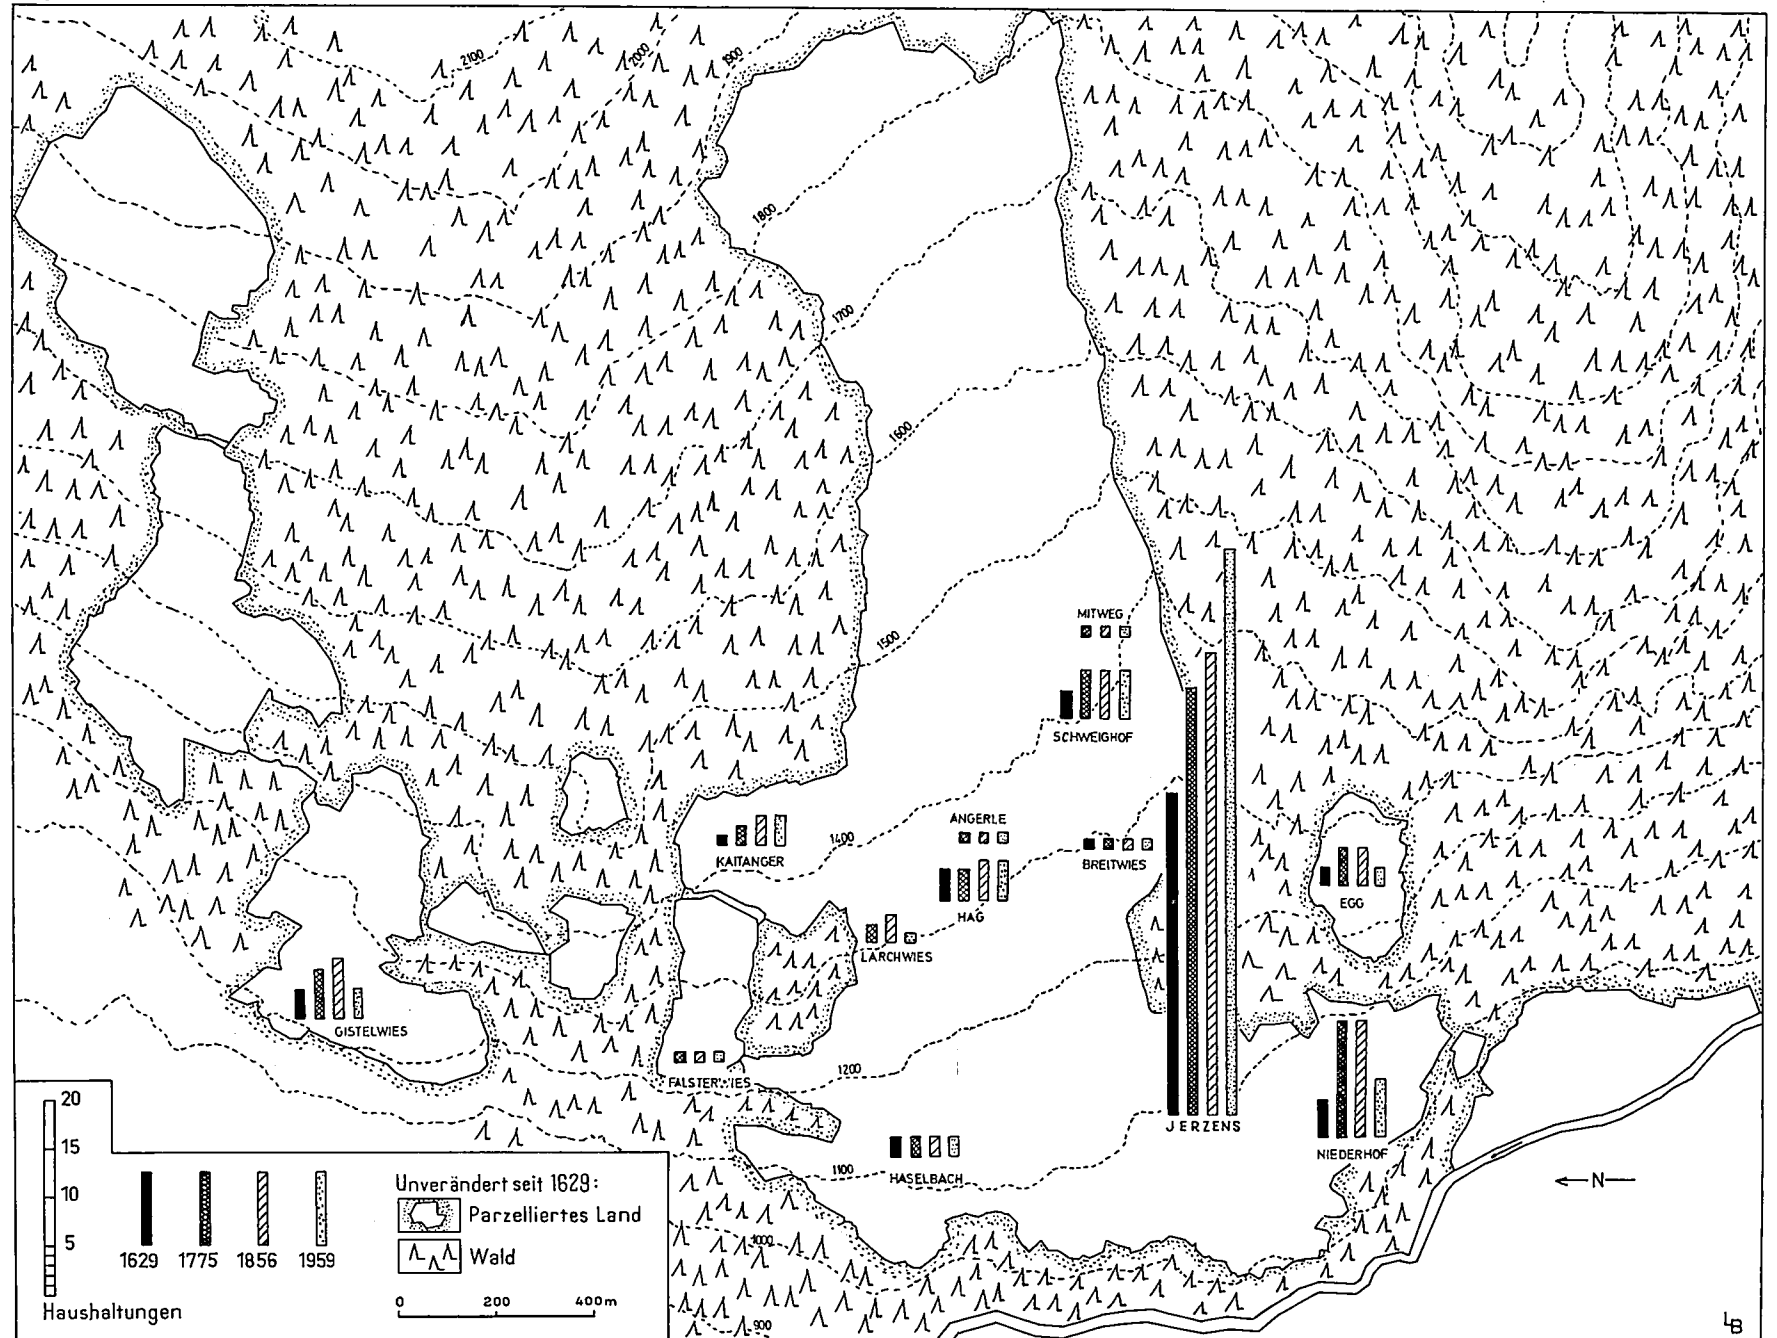 2100
2000
1900
1800
1700
1600
1500
MITWEG
SCHWEIGHOF
1400
KAITANGER
ANGERLE
HAG
BREITWIES
LARCHWIES
EGG
GISTELWIES
FALSTERWIES
1200
JERZENS
NIEDERHOF
1100
HASELBACH
N
1000
900
20
15
10
5
Haushaltungen
1629 1775 1856 1959
Unverändert seit 1629:
Parzelliertes Land
Wald
0 200 400m
LB